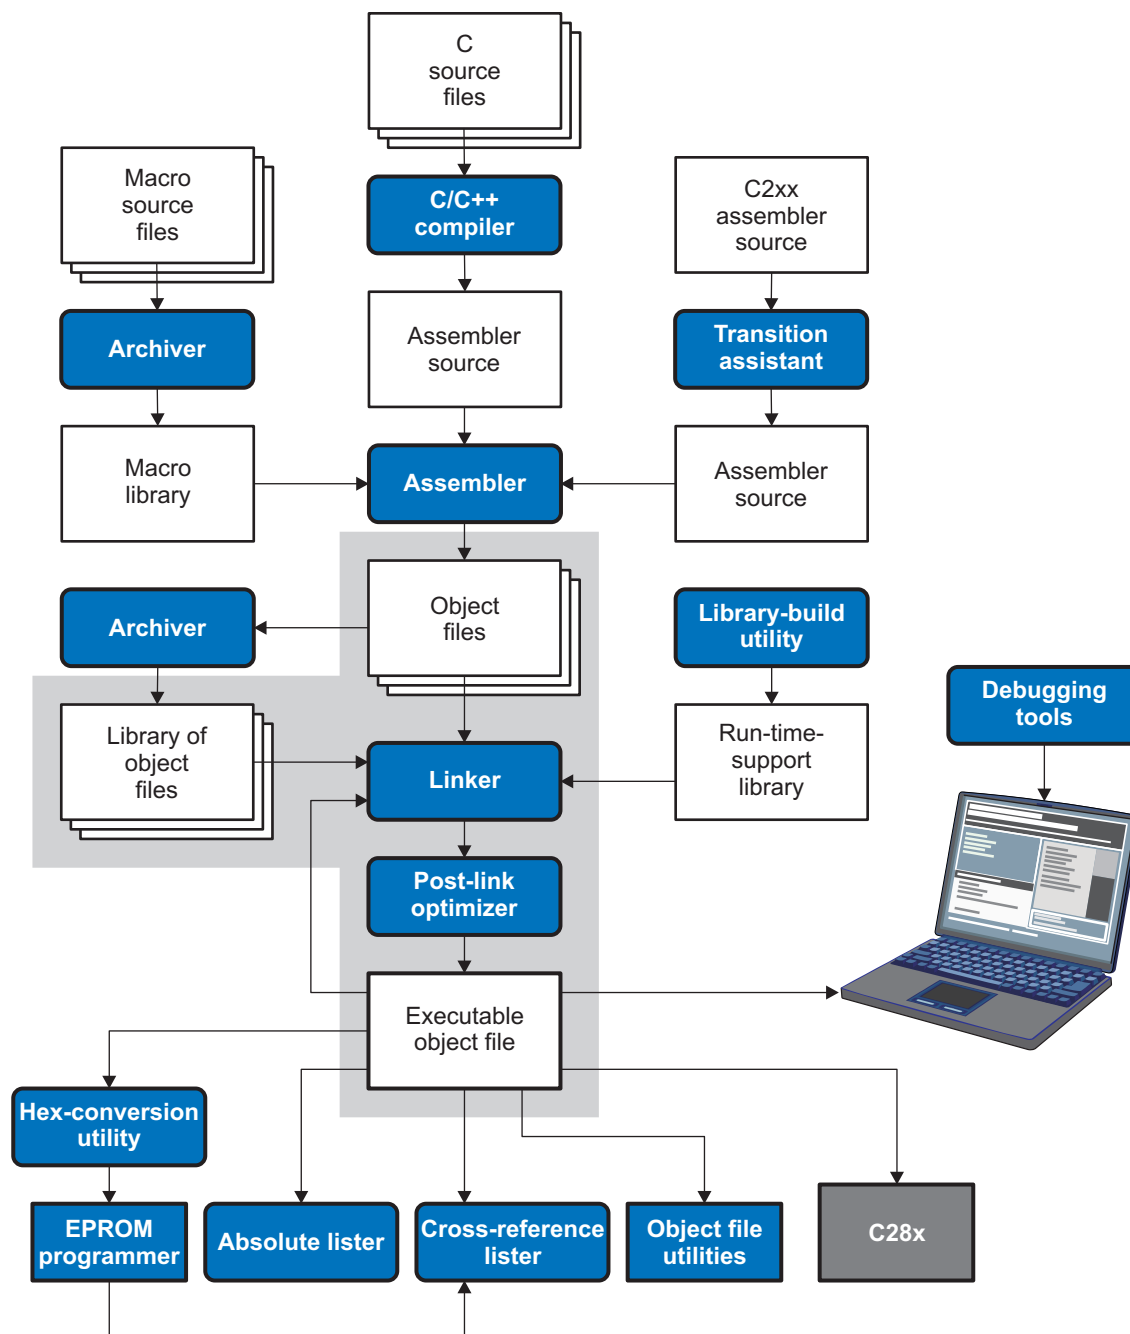 C
source
files
Macro
source
files
C/C++
compiler
C2xx
assembler
source
Archiver
Assembler
source
Transition
assistant
Macro
library
Assembler
Assembler
source
Archiver
Object
files
Library-build
utility
Debugging
tools
Library of
object
files
Linker
Run-time-
support
library
Post-link
optimizer
Executable
object file
Hex-conversion
utility
EPROM
programmer
Absolute lister
Cross-reference
lister
Object file
utilities
C28x